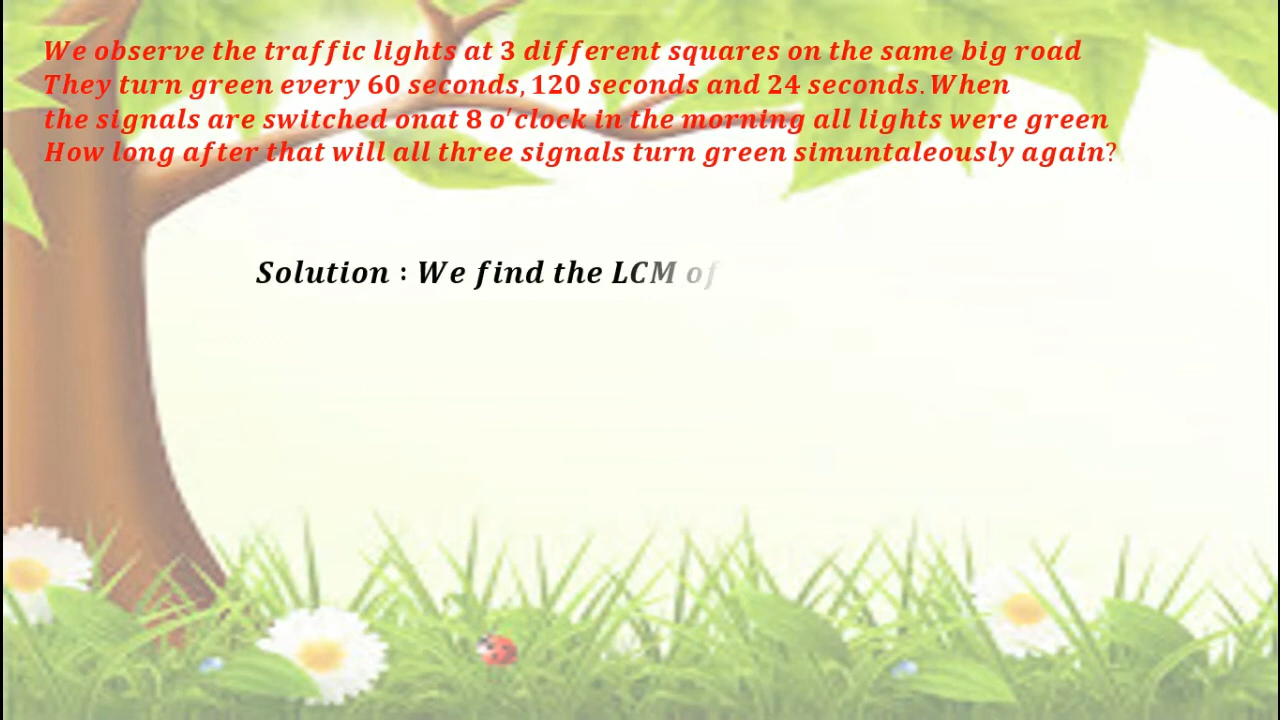 We observe the traffic lights at 3 different squares on the same big road
They turn green every 60 seconds, 120 seconds and 24 seconds. When
the signals are switched onat 8 o'clock in the morning all lights were green
How long after that will all three signals turn green simuntaleously again?
Solution : We find the LCM of